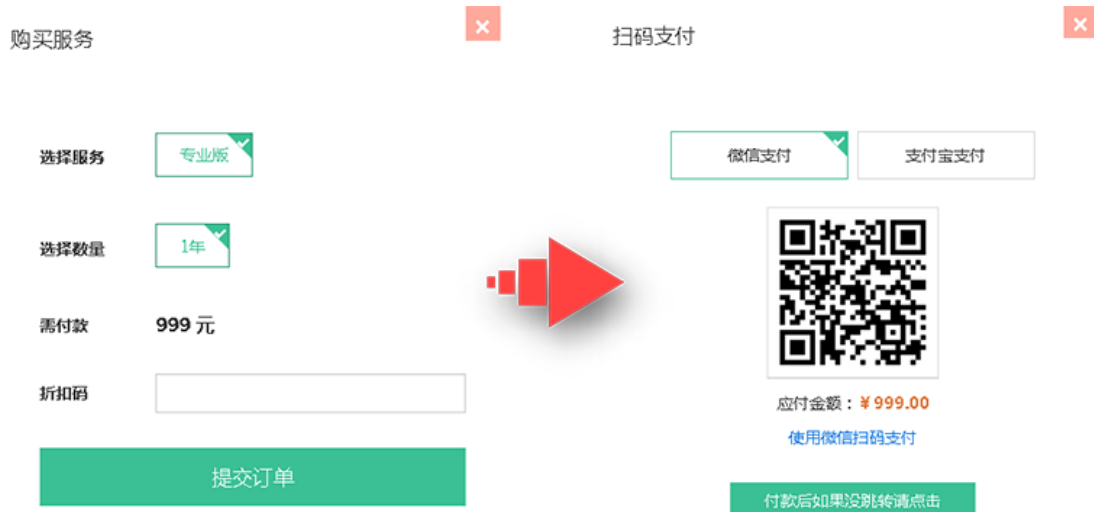 购买服务
选择服务
专业版
选择数量
1年
需付款
999 元
折扣码
提交订单
扫码支付
微信支付
支付宝支付
应付金额：¥999.00
使用微信扫码支付
付款后如果没跳转请点击